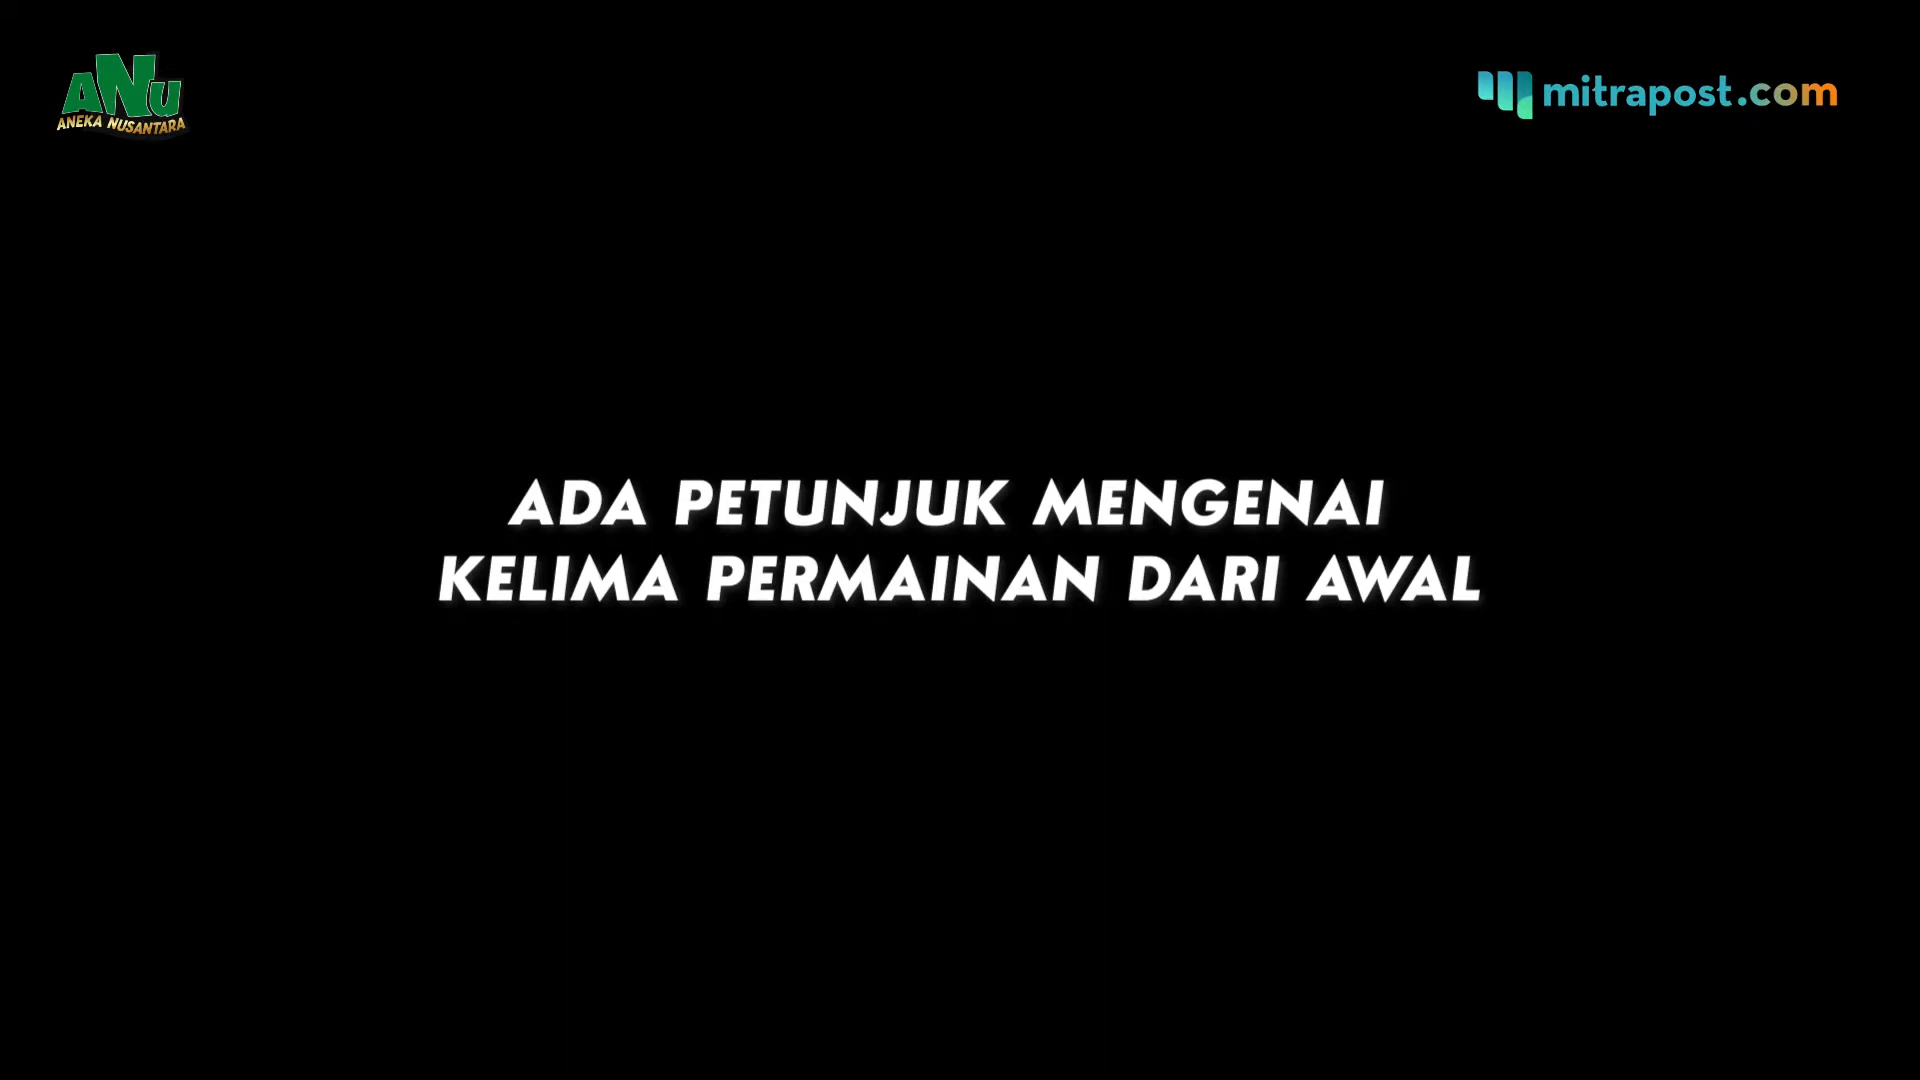 ANU
ANEKA NUSANTARA
mitrapost.com
ADA PETUNJUK MENGENAI
KELIMA PERMAINAN DARI AWAL